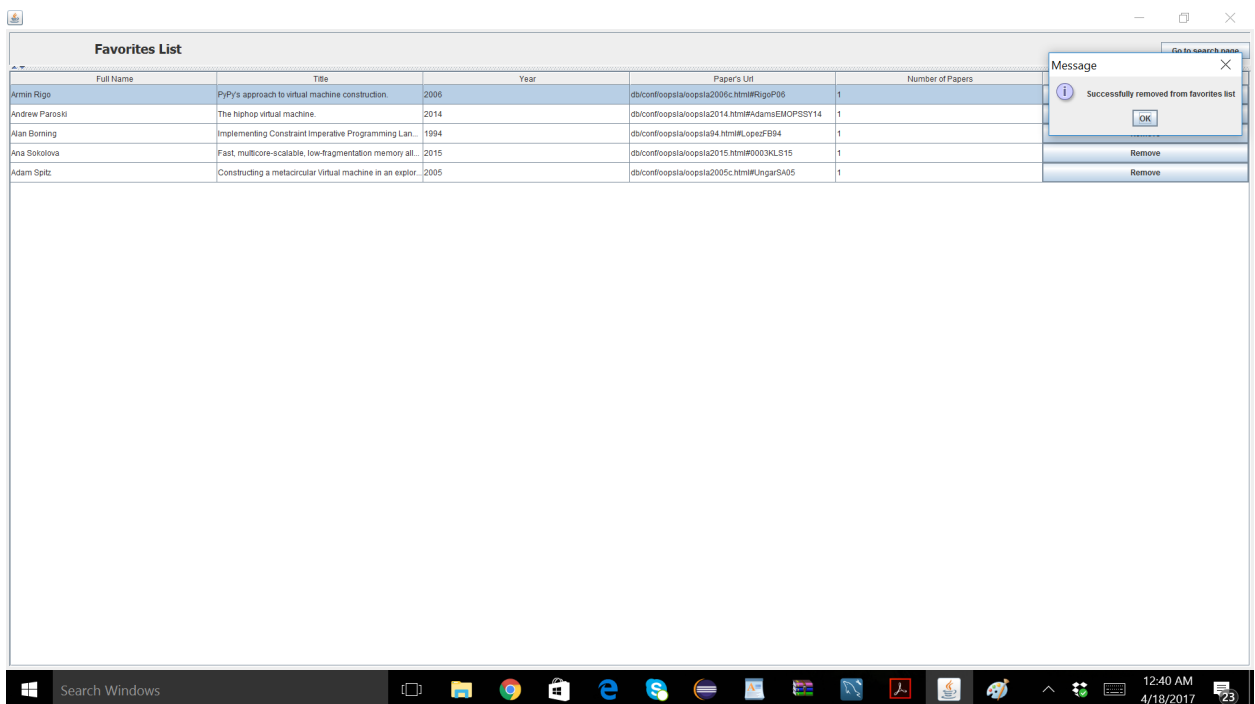 Favorites List
Go to search page
Message
Successfully removed from favorites list
OK
Full Name Title Year Paper's Url Number of Papers
Armin Rigo PyPy's approach to virtual machine construction. 2006 db/conf/oopsla/oopsla2006c.html#RigoP06 1
Andrew Paroski The hiphop virtual machine. 2014 db/conf/oopsla/oopsla2014.html#AdamsEMOPSSY14 1
Alan Borning Implementing Constraint Imperative Programming Lan... 1994 db/conf/oopsla/oopsla94.html#LopezFB94 1
Ana Sokolova Fast, multicore-scalable, low-fragmentation memory all... 2015 db/conf/oopsla/oopsla2015.html#0003KLS15 1 Remove
Adam Spitz Constructing a metacircular Virtual machine in an explor... 2005 db/conf/oopsla/oopsla2005c.html#UngarSA05 1 Remove
Search Windows
12:40 AM
4/18/2017
23